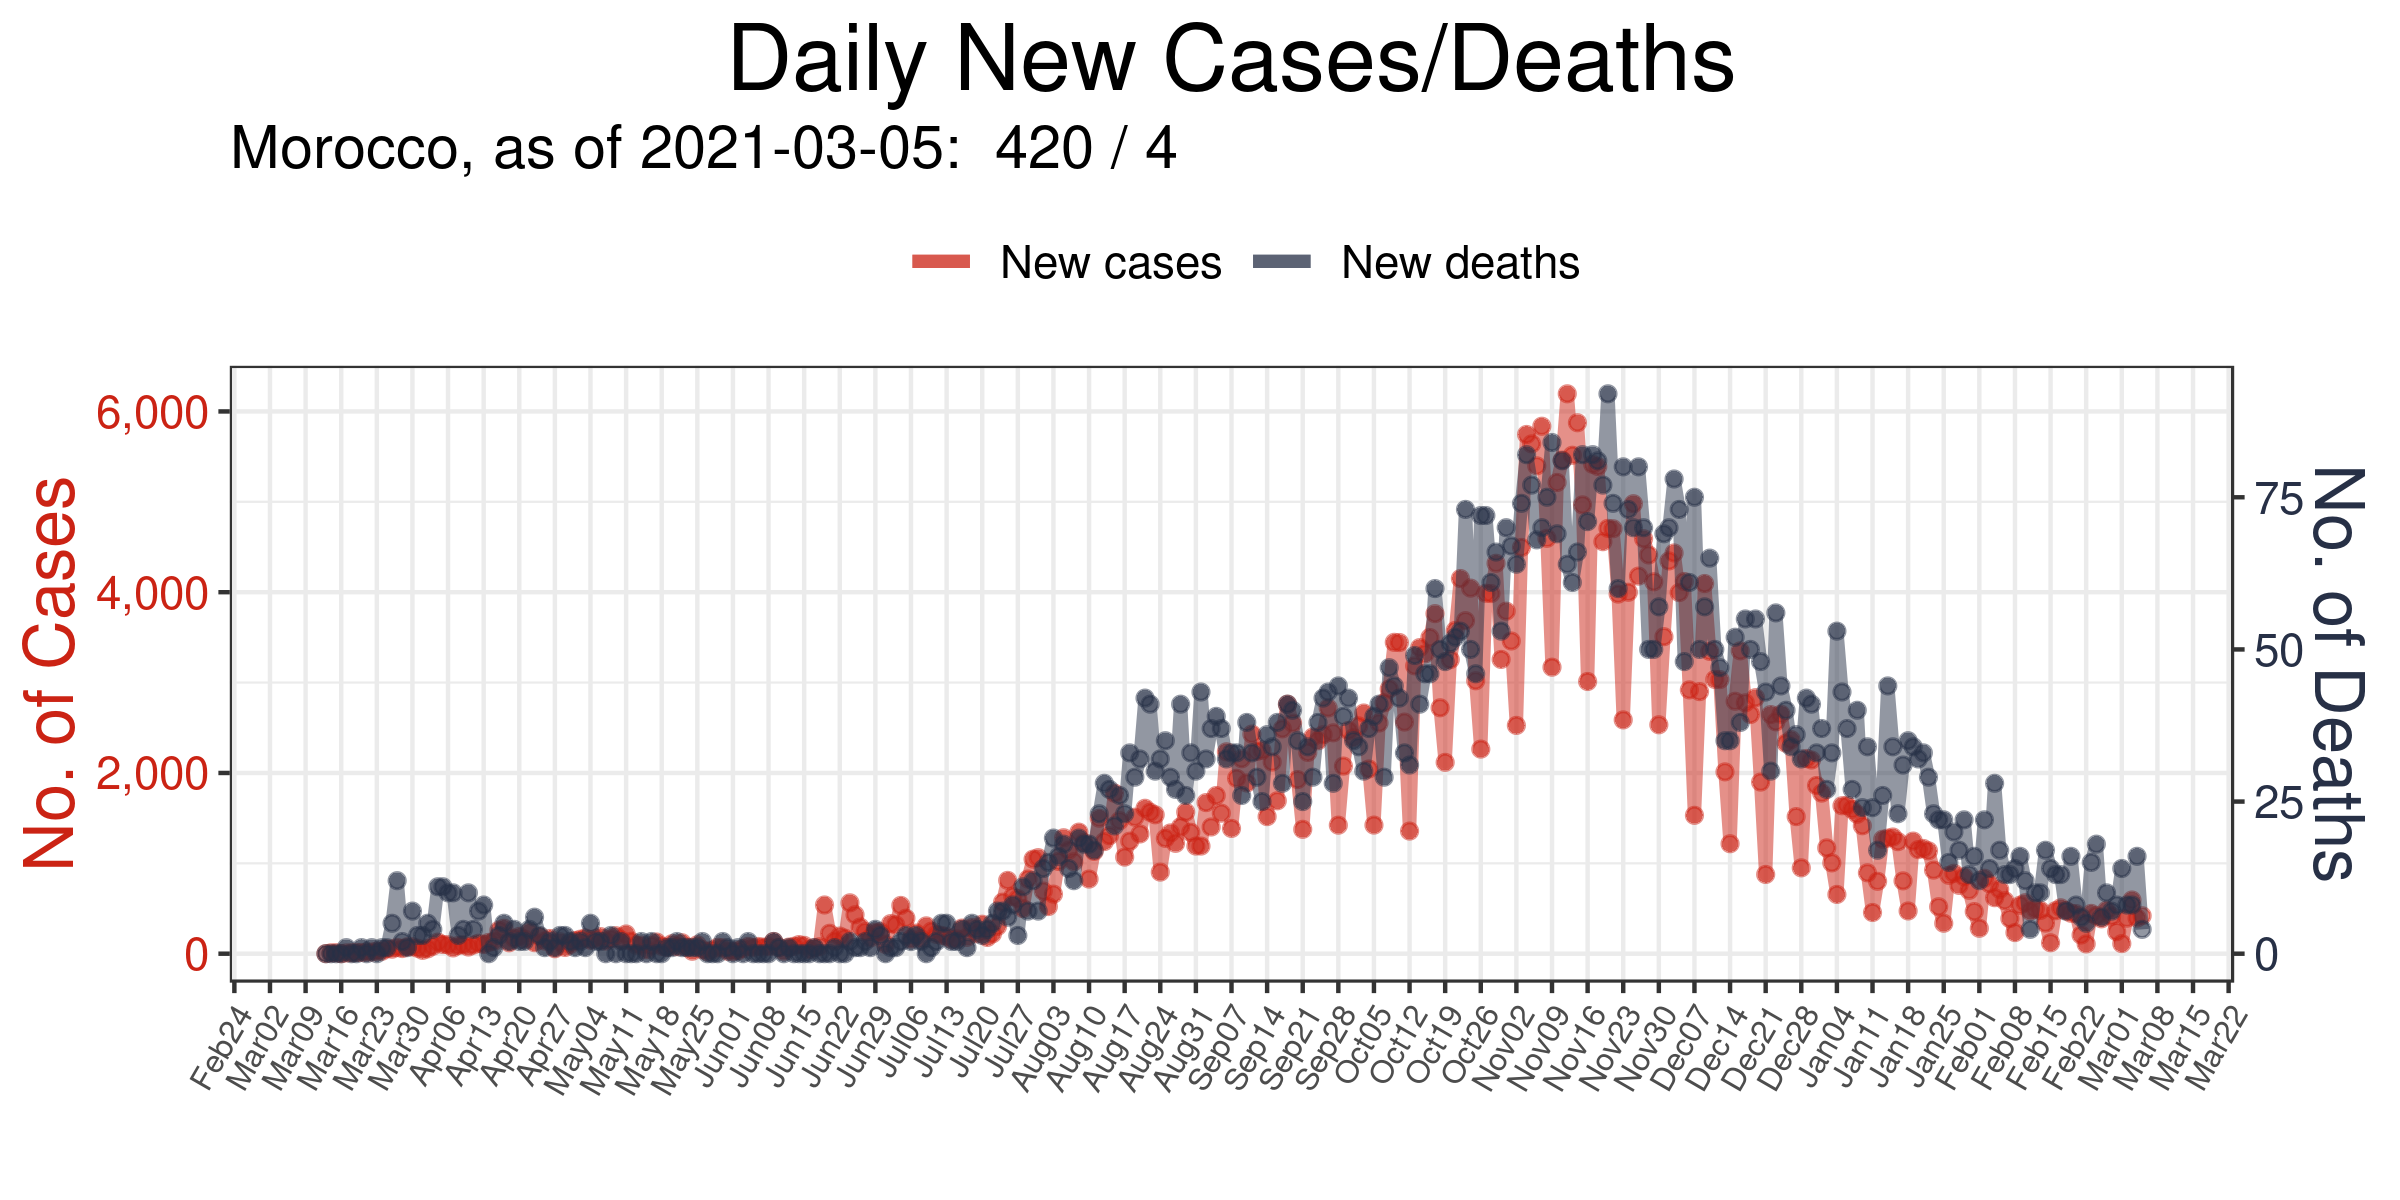 Daily New Cases/Deaths
Morocco, as of 2021-03-05:  420 / 4
New cases
New deaths
No. of Cases
6,000
4,000
2,000
0
75
50
25
0
No. of Deaths
Feb24
Mar02
Mar09
Mar16
Mar23
Mar30
Apr06
Apr13
Apr20
Apr27
May04
May11
May18
May25
Jun01
Jun08
Jun15
Jun22
Jun29
Jul06
Jul13
Jul20
Jul27
Aug03
Aug10
Aug17
Aug24
Aug31
Sep07
Sep14
Sep21
Sep28
Oct05
Oct12
Oct19
Oct26
Nov02
Nov09
Nov16
Nov23
Nov30
Dec07
Dec14
Dec21
Dec28
Dec04
Jan11
Jan18
Jan25
Feb01
Feb08
Feb15
Feb22
Mar01
Mar08
Mar15
Mar22